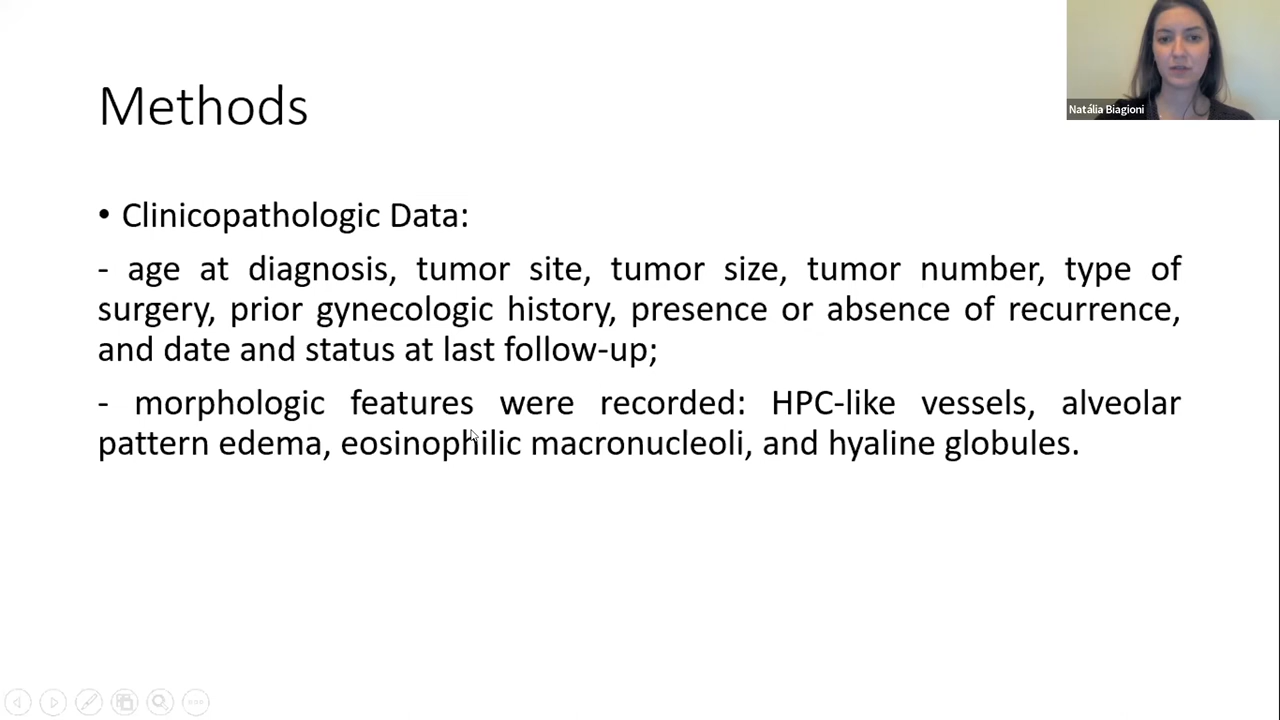 Methods
Natália Biagioni
• Clinicopathologic Data:
- age at diagnosis, tumor site, tumor size, tumor number, type of
surgery, prior gynecologic history, presence or absence of recurrence,
and date and status at last follow-up;
- morphologic features were recorded: HPC-like vessels, alveolar
pattern edema, eosinophilic macronucleoli, and hyaline globules.